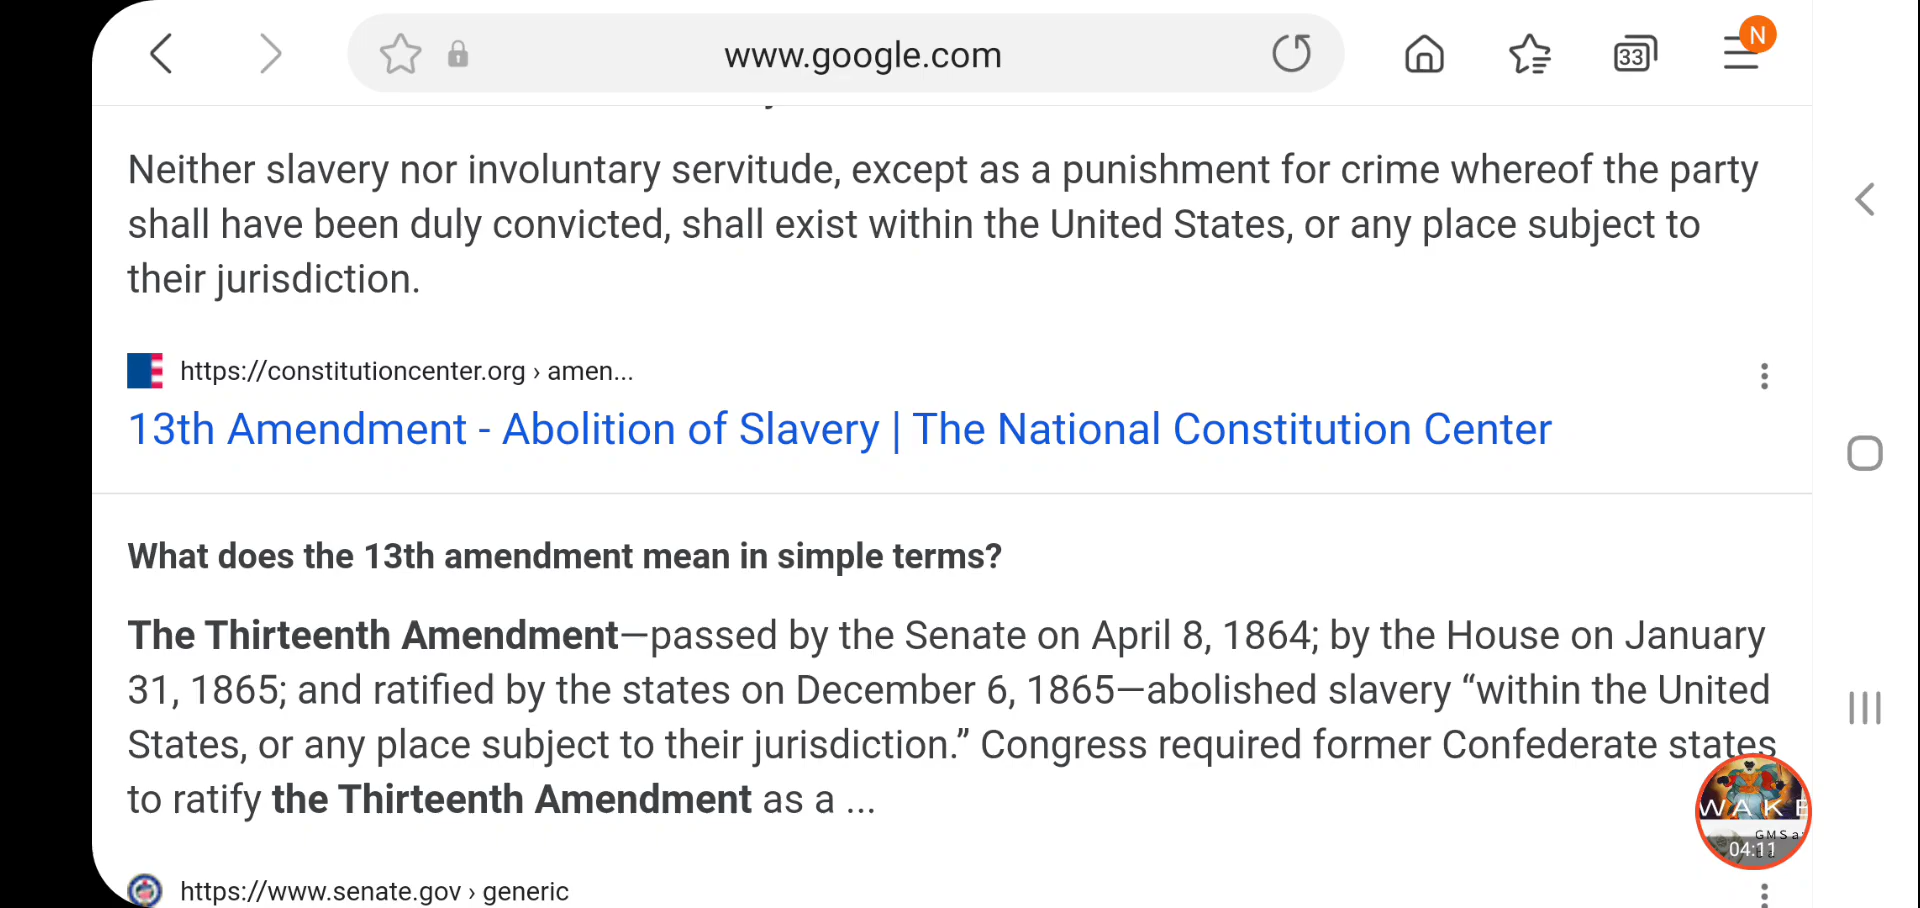 www.google.com
33
N
Neither slavery nor involuntary servitude, except as a punishment for crime whereof the party
shall have been duly convicted, shall exist within the United States, or any place subject to
their jurisdiction.
https://constitutioncenter.org › amen...
13th Amendment - Abolition of Slavery | The National Constitution Center
What does the 13th amendment mean in simple terms?
The Thirteenth Amendment—passed by the Senate on April 8, 1864; by the House on January
31, 1865; and ratified by the states on December 6, 1865—abolished slavery “within the United
States, or any place subject to their jurisdiction.” Congress required former Confederate states
to ratify the Thirteenth Amendment as a ...
WAKE
GMSa
04:11
https://www.senate.gov › generic